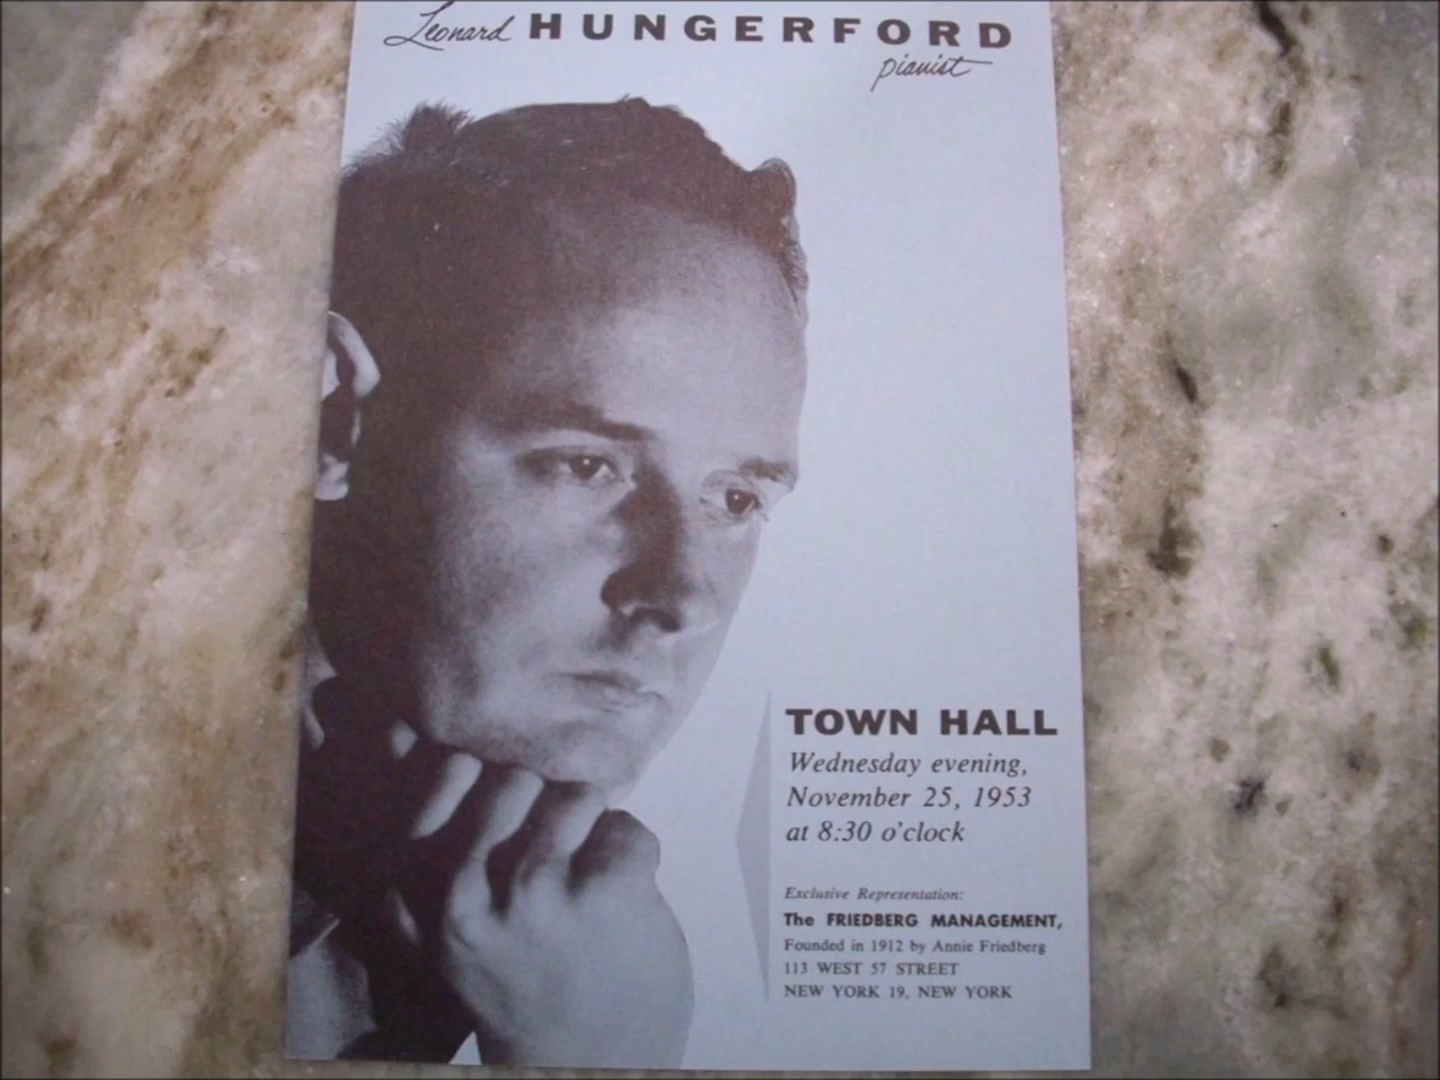 Leonard HUNGERFORD
pianist
TOWN HALL
Wednesday evening,
November 25, 1953
at 8:30 o'clock
Exclusive Representation:
The FRIEDBERG MANAGEMENT,
Founded in 1912 by Annie Friedberg
113 WEST 57 STREET
NEW YORK 19, NEW YORK